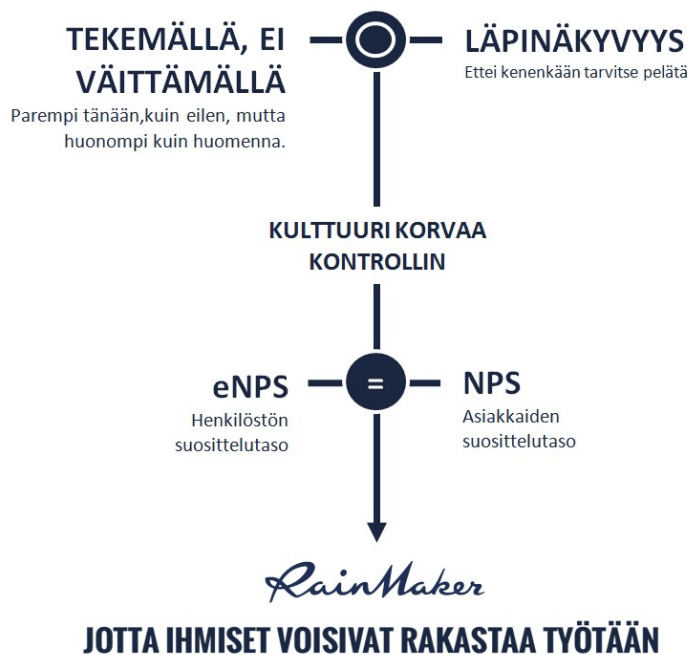 TEKEMÄLLÄ, EI
VÄITTÄMÄLLÄ
Parempi tänään,kuin eilen, mutta
huonompi kuin huomenna.
LÄPINÄKYVYYS
Ettei kenenkään tarvitse pelätä
KULTTUURI KORVAA
KONTROLLIN
eNPS
Henkilöstön
suosittelutaso
=
NPS
Asiakkaiden
suosittelutaso
RainMaker
JOTTA IHMISET VOISIVAT RAKASTAA TYÖTÄÄN